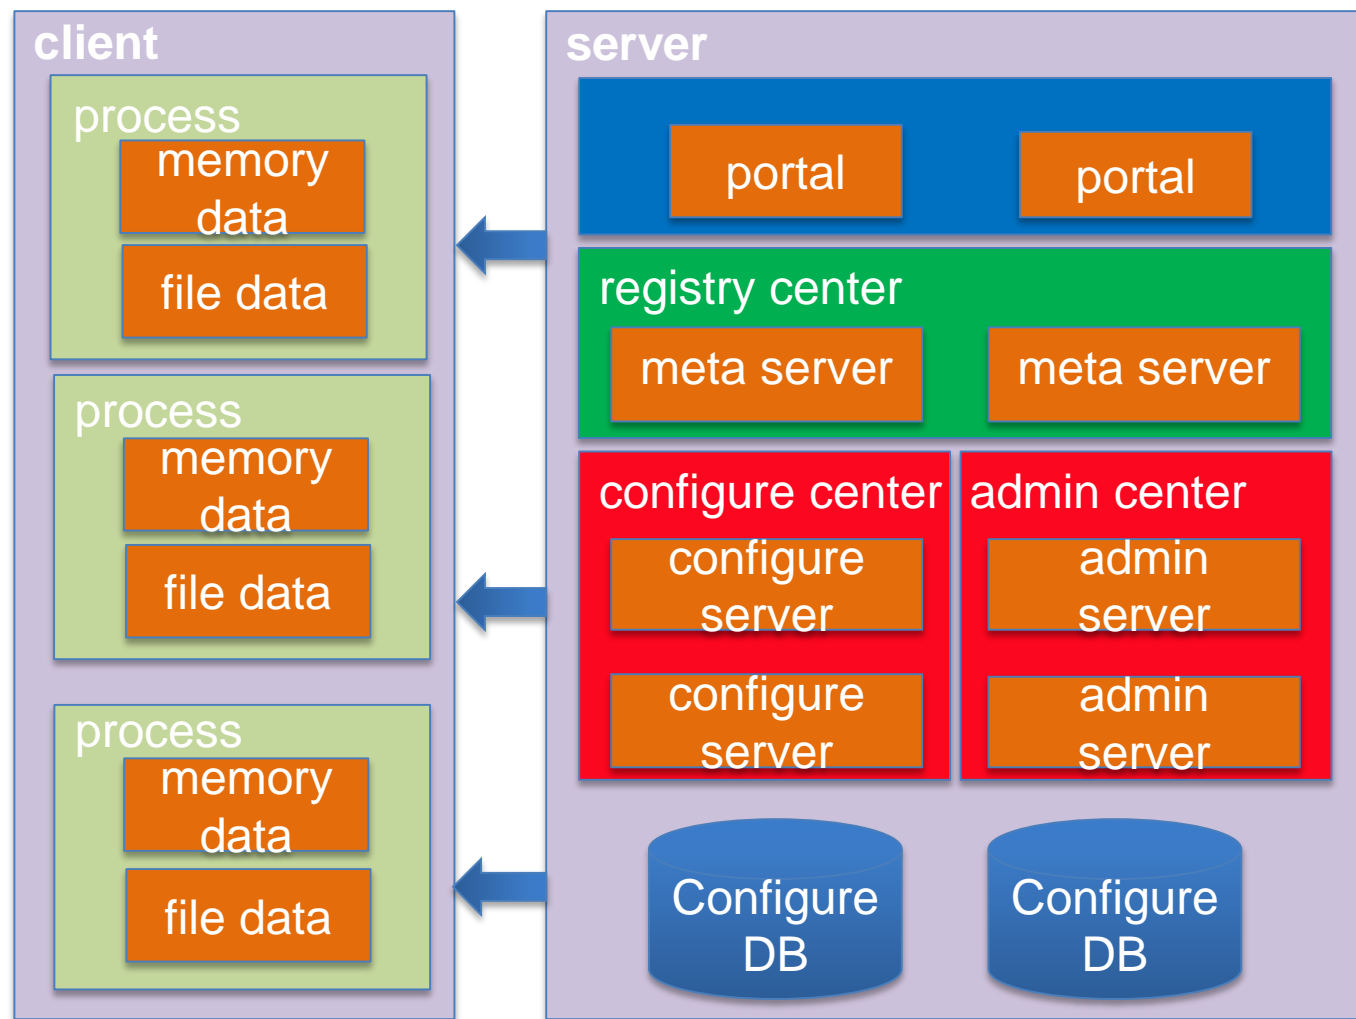 client
process
memory
data
file data
process
memory
data
file data
process
memory
data
file data
server
portal
portal
registry center
meta server
meta server
configure center
configure
server
configure
server
admin center
admin
server
admin
server
Configure
DB
Configure
DB